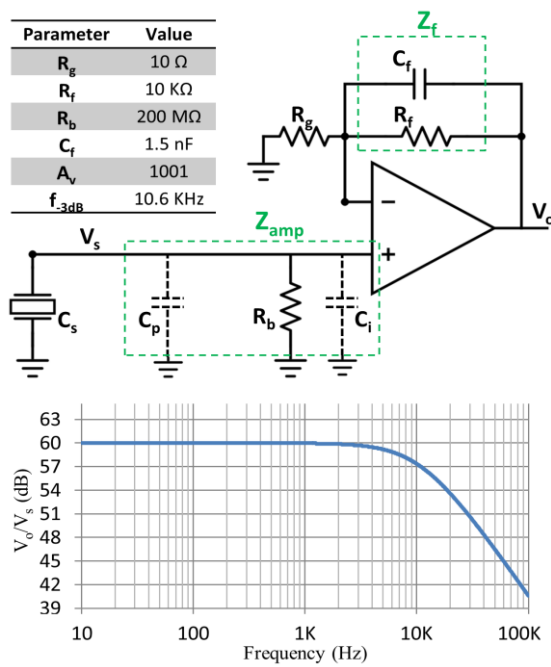 Parameter Value
Rg 10 Ω
Rf 10 KΩ
Rb 200 MΩ
Cf 1.5 nF
Av 1001
f-3dB 10.6 KHz
Zf
Cf
Rg
Rf
Vs
Zamp
−
+
Vo
Cs
Cp
Rb
Ci
Vo/Vs (dB)
63
60
57
54
51
48
45
42
39
10 100 1K 10K 100K
Frequency (Hz)